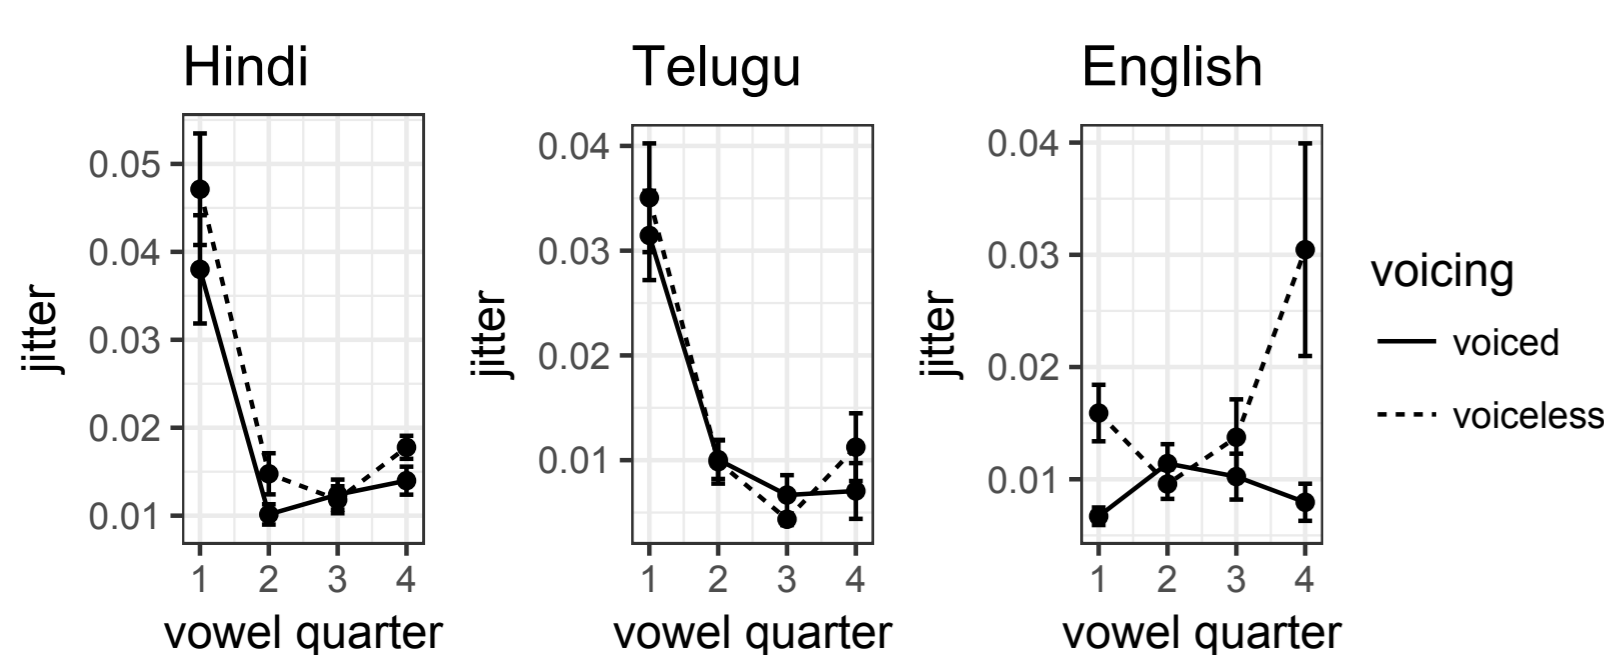 Hindi
0.05
0.04
0.03
0.02
0.01
jitter
1 2 3 4
vowel quarter
Telugu
0.04
0.03
0.02
0.01
jitter
1 2 3 4
vowel quarter
English
0.04
0.03
0.02
0.01
jitter
1 2 3 4
vowel quarter
voicing
voiced
voiceless